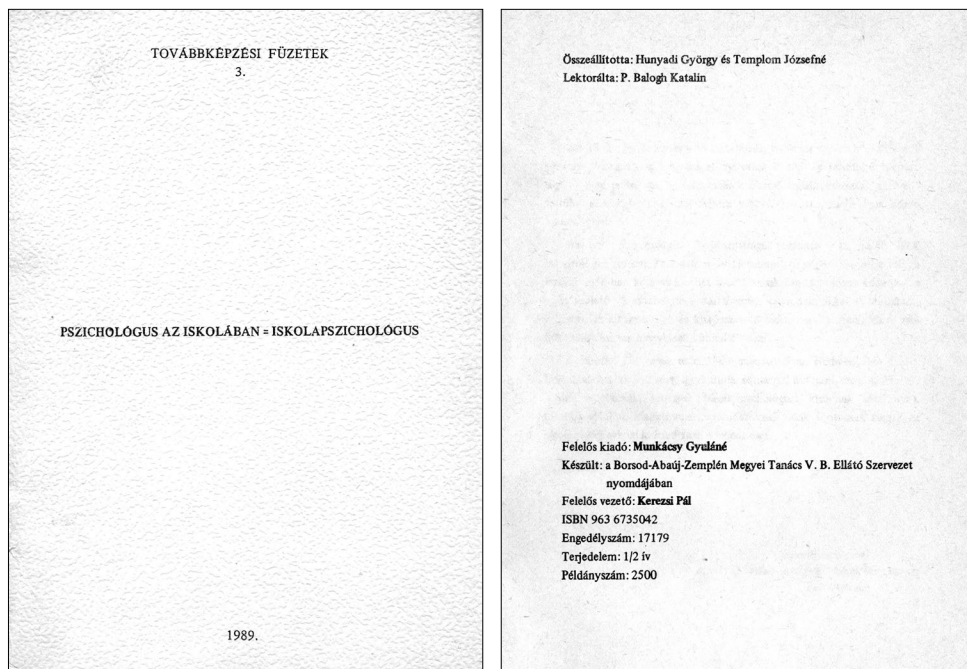 TOVÁBBKÉPZÉSI FÜZETEK
3.
PSZICHOLÓGUS AZ ISKOLÁBAN = ISKOLAPSZICHOLÓGUS
1989.
Összeállította: Hunyadi György és Templom Józsefné
Lektorálta: P. Balogh Katalin
Felelős kiadó: Munkácsy Gyuláné
Készült: a Borsod-Abaúj-Zemplén Megyei Tanács V. B. Ellátó Szervezet
nyomdájában
Felelős vezető: Kerezsi Pál
ISBN 963 6735042
Engedélyszám: 17179
Terjedelem: 1/2 ív
Példányszám: 2500